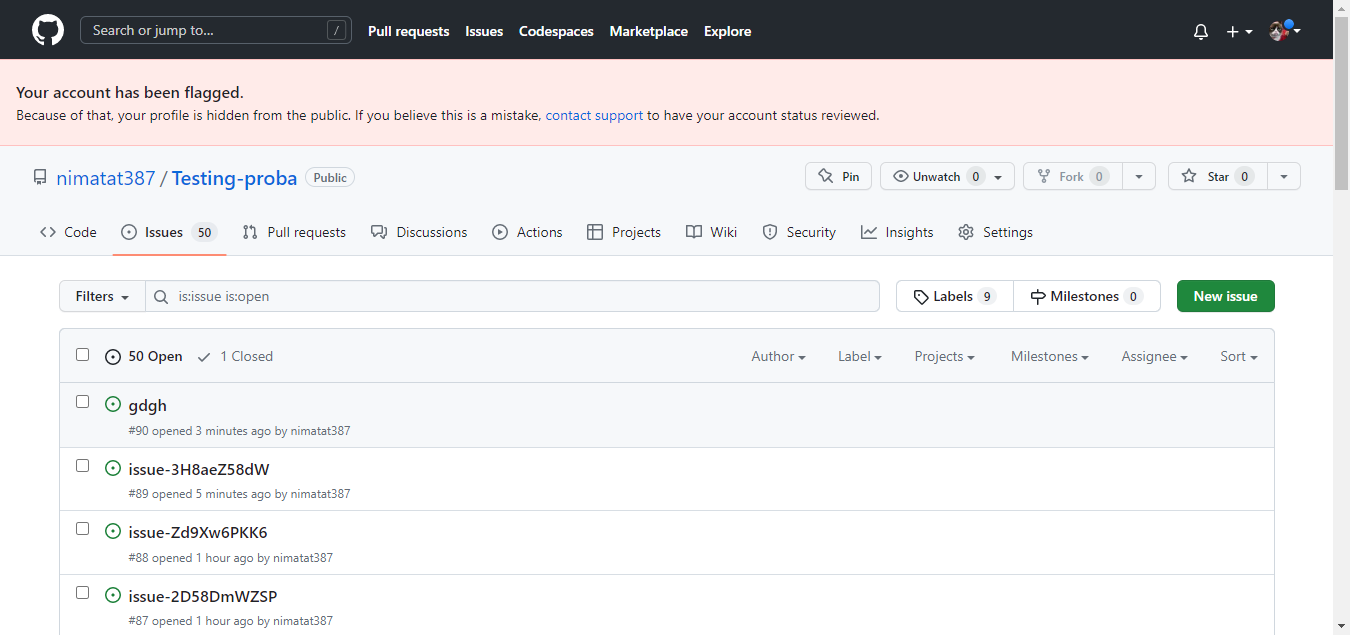 Search or jump to... / Pull requests Issues Codespaces Marketplace Explore
Your account has been flagged.
Because of that, your profile is hidden from the public. If you believe this is a mistake, contact support to have your account status reviewed.
nimatat387 / Testing-proba Public Pin Unwatch 0 Fork 0 Star 0
Code Issues 50 Pull requests Discussions Actions Projects Wiki Security Insights Settings
Filters is:issue is:open Labels 9 Milestones 0 New issue
50 Open 1 Closed Author Label Projects Milestones Assignee Sort
gdgh
#90 opened 3 minutes ago by nimatat387
issue-3H8aeZ58dW
#89 opened 5 minutes ago by nimatat387
issue-Zd9Xw6PKK6
#88 opened 1 hour ago by nimatat387
issue-2D58DmWZSP
#87 opened 1 hour ago by nimatat387